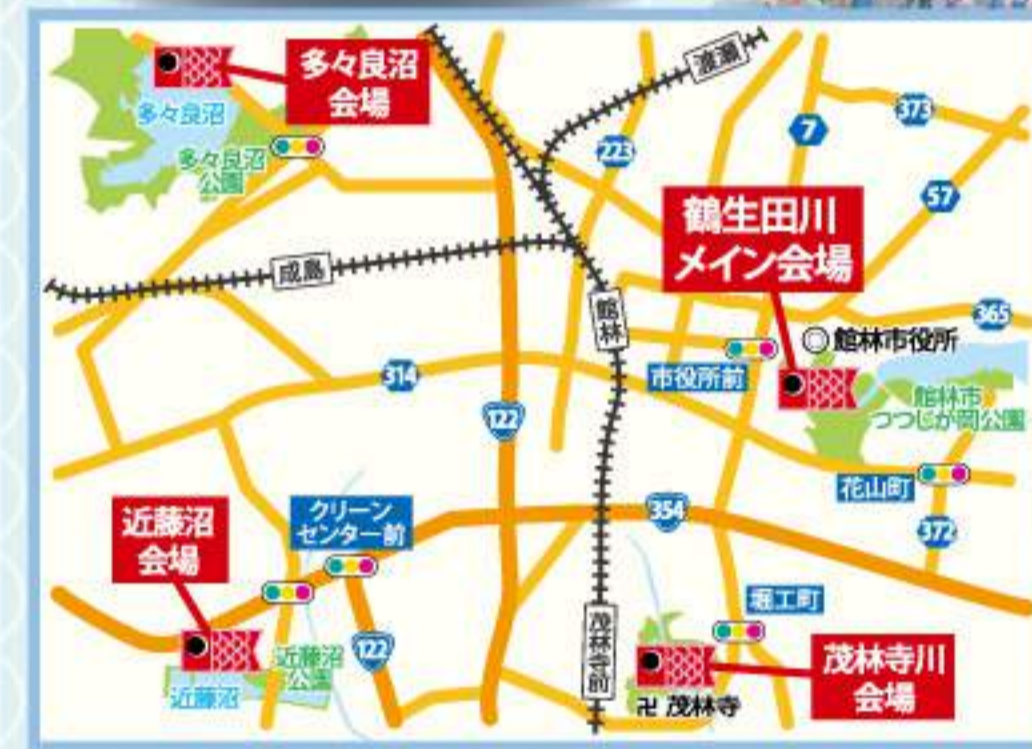 多々良沼
会場
多々良沼
多々良沼
公園
渡瀬
223
7
373
57
鶴生田川
メイン会場
成島
館林
365
館林市役所
市役所前
314
122
館林市
つつじが岡公園
花山町
372
近藤沼
会場
クリーン
センター前
354
堀工町
122
近藤沼
公園
近藤沼
茂林寺前
卍 茂林寺
茂林寺川
会場